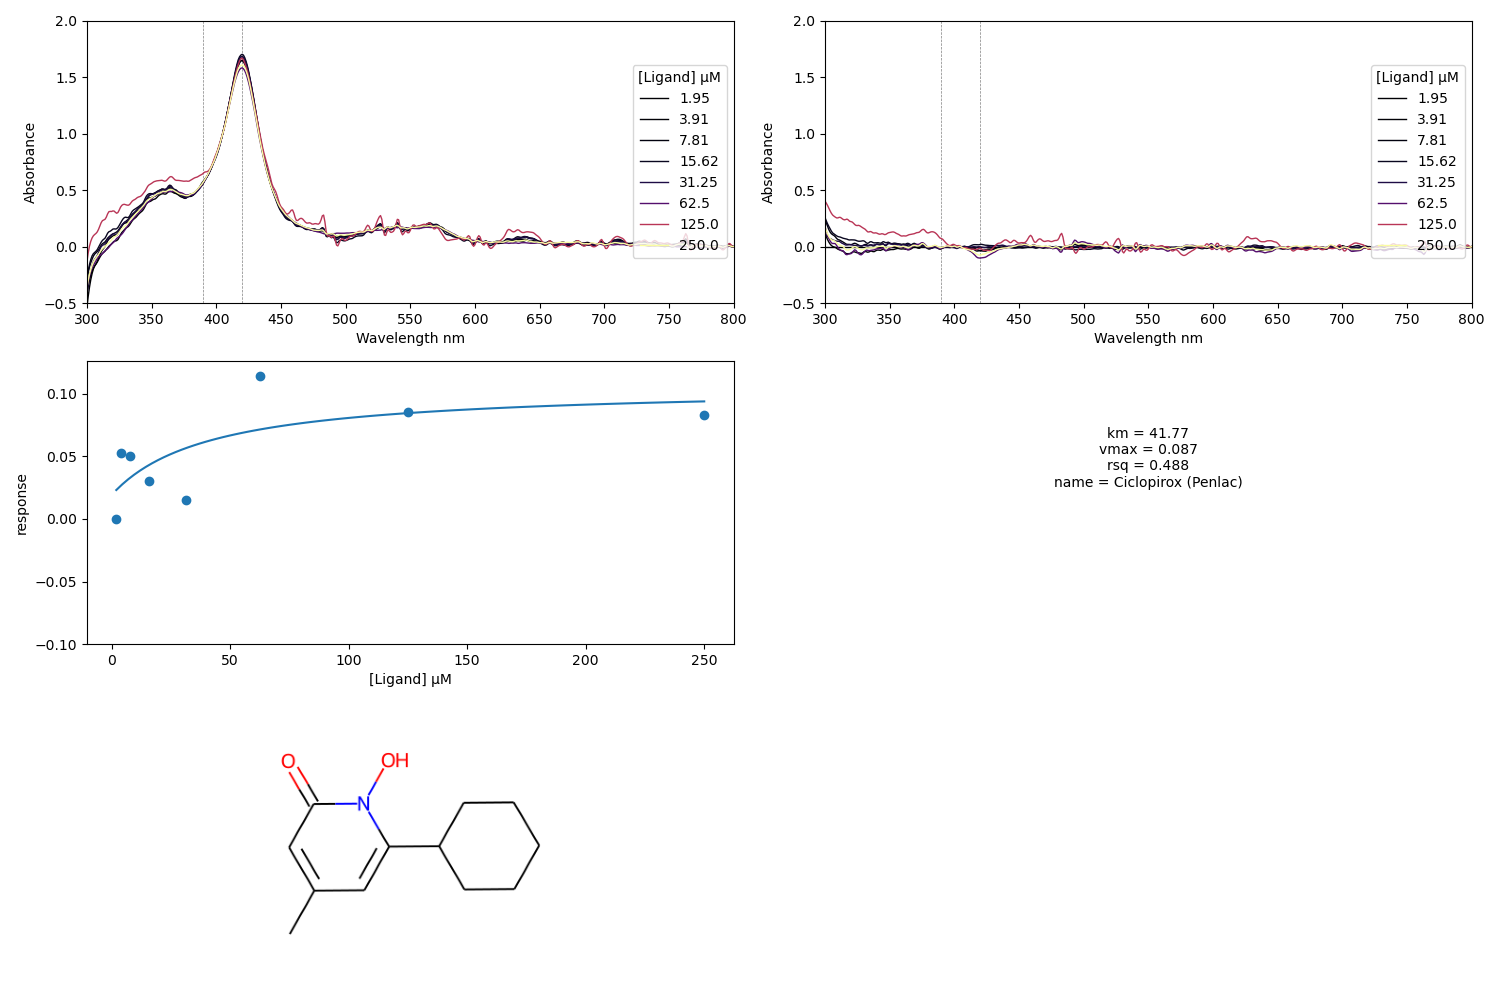 2.0
1.5
1.0
0.5
0.0
−0.5
Absorbance
300 350 400 450 500 550 600 650 700 750 800
Wavelength nm
[Ligand] µM
1.95
3.91
7.81
15.62
31.25
62.5
125.0
250.0
2.0
1.5
1.0
0.5
0.0
−0.5
Absorbance
300 350 400 450 500 550 600 650 700 750 800
Wavelength nm
[Ligand] µM
1.95
3.91
7.81
15.62
31.25
62.5
125.0
250.0
0.10
0.05
0.00
−0.05
−0.10
response
0 50 100 150 200 250
[Ligand] µM
km = 41.77
vmax = 0.087
rsq = 0.488
name = Ciclopirox (Penlac)
O
OH
N